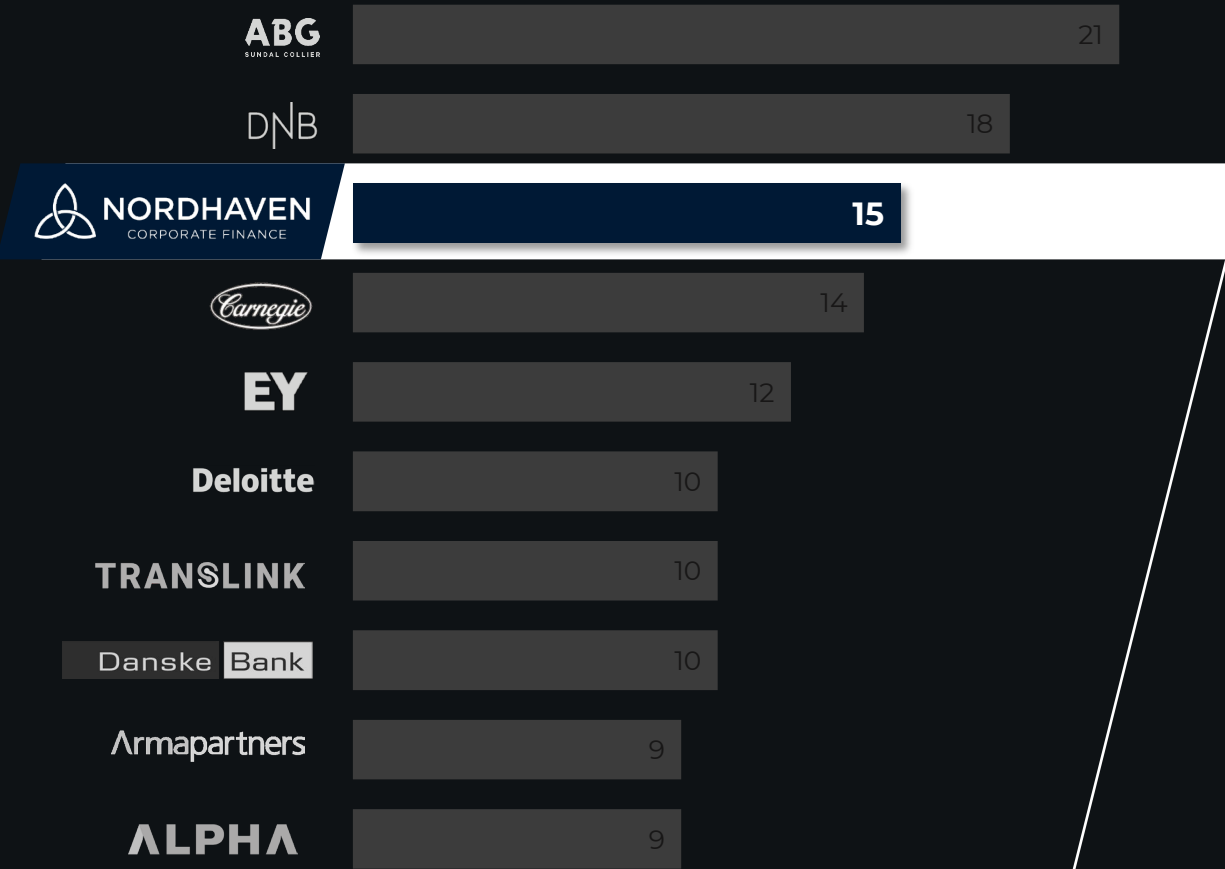 ABG
SUNDAL COLLIER
21
DNB
18
NORDHAVEN
CORPORATE FINANCE
15
Carnegie
14
EY
12
Deloitte
10
TRANSLINK
10
Danske Bank
10
Armapartners
9
ALPHA
9